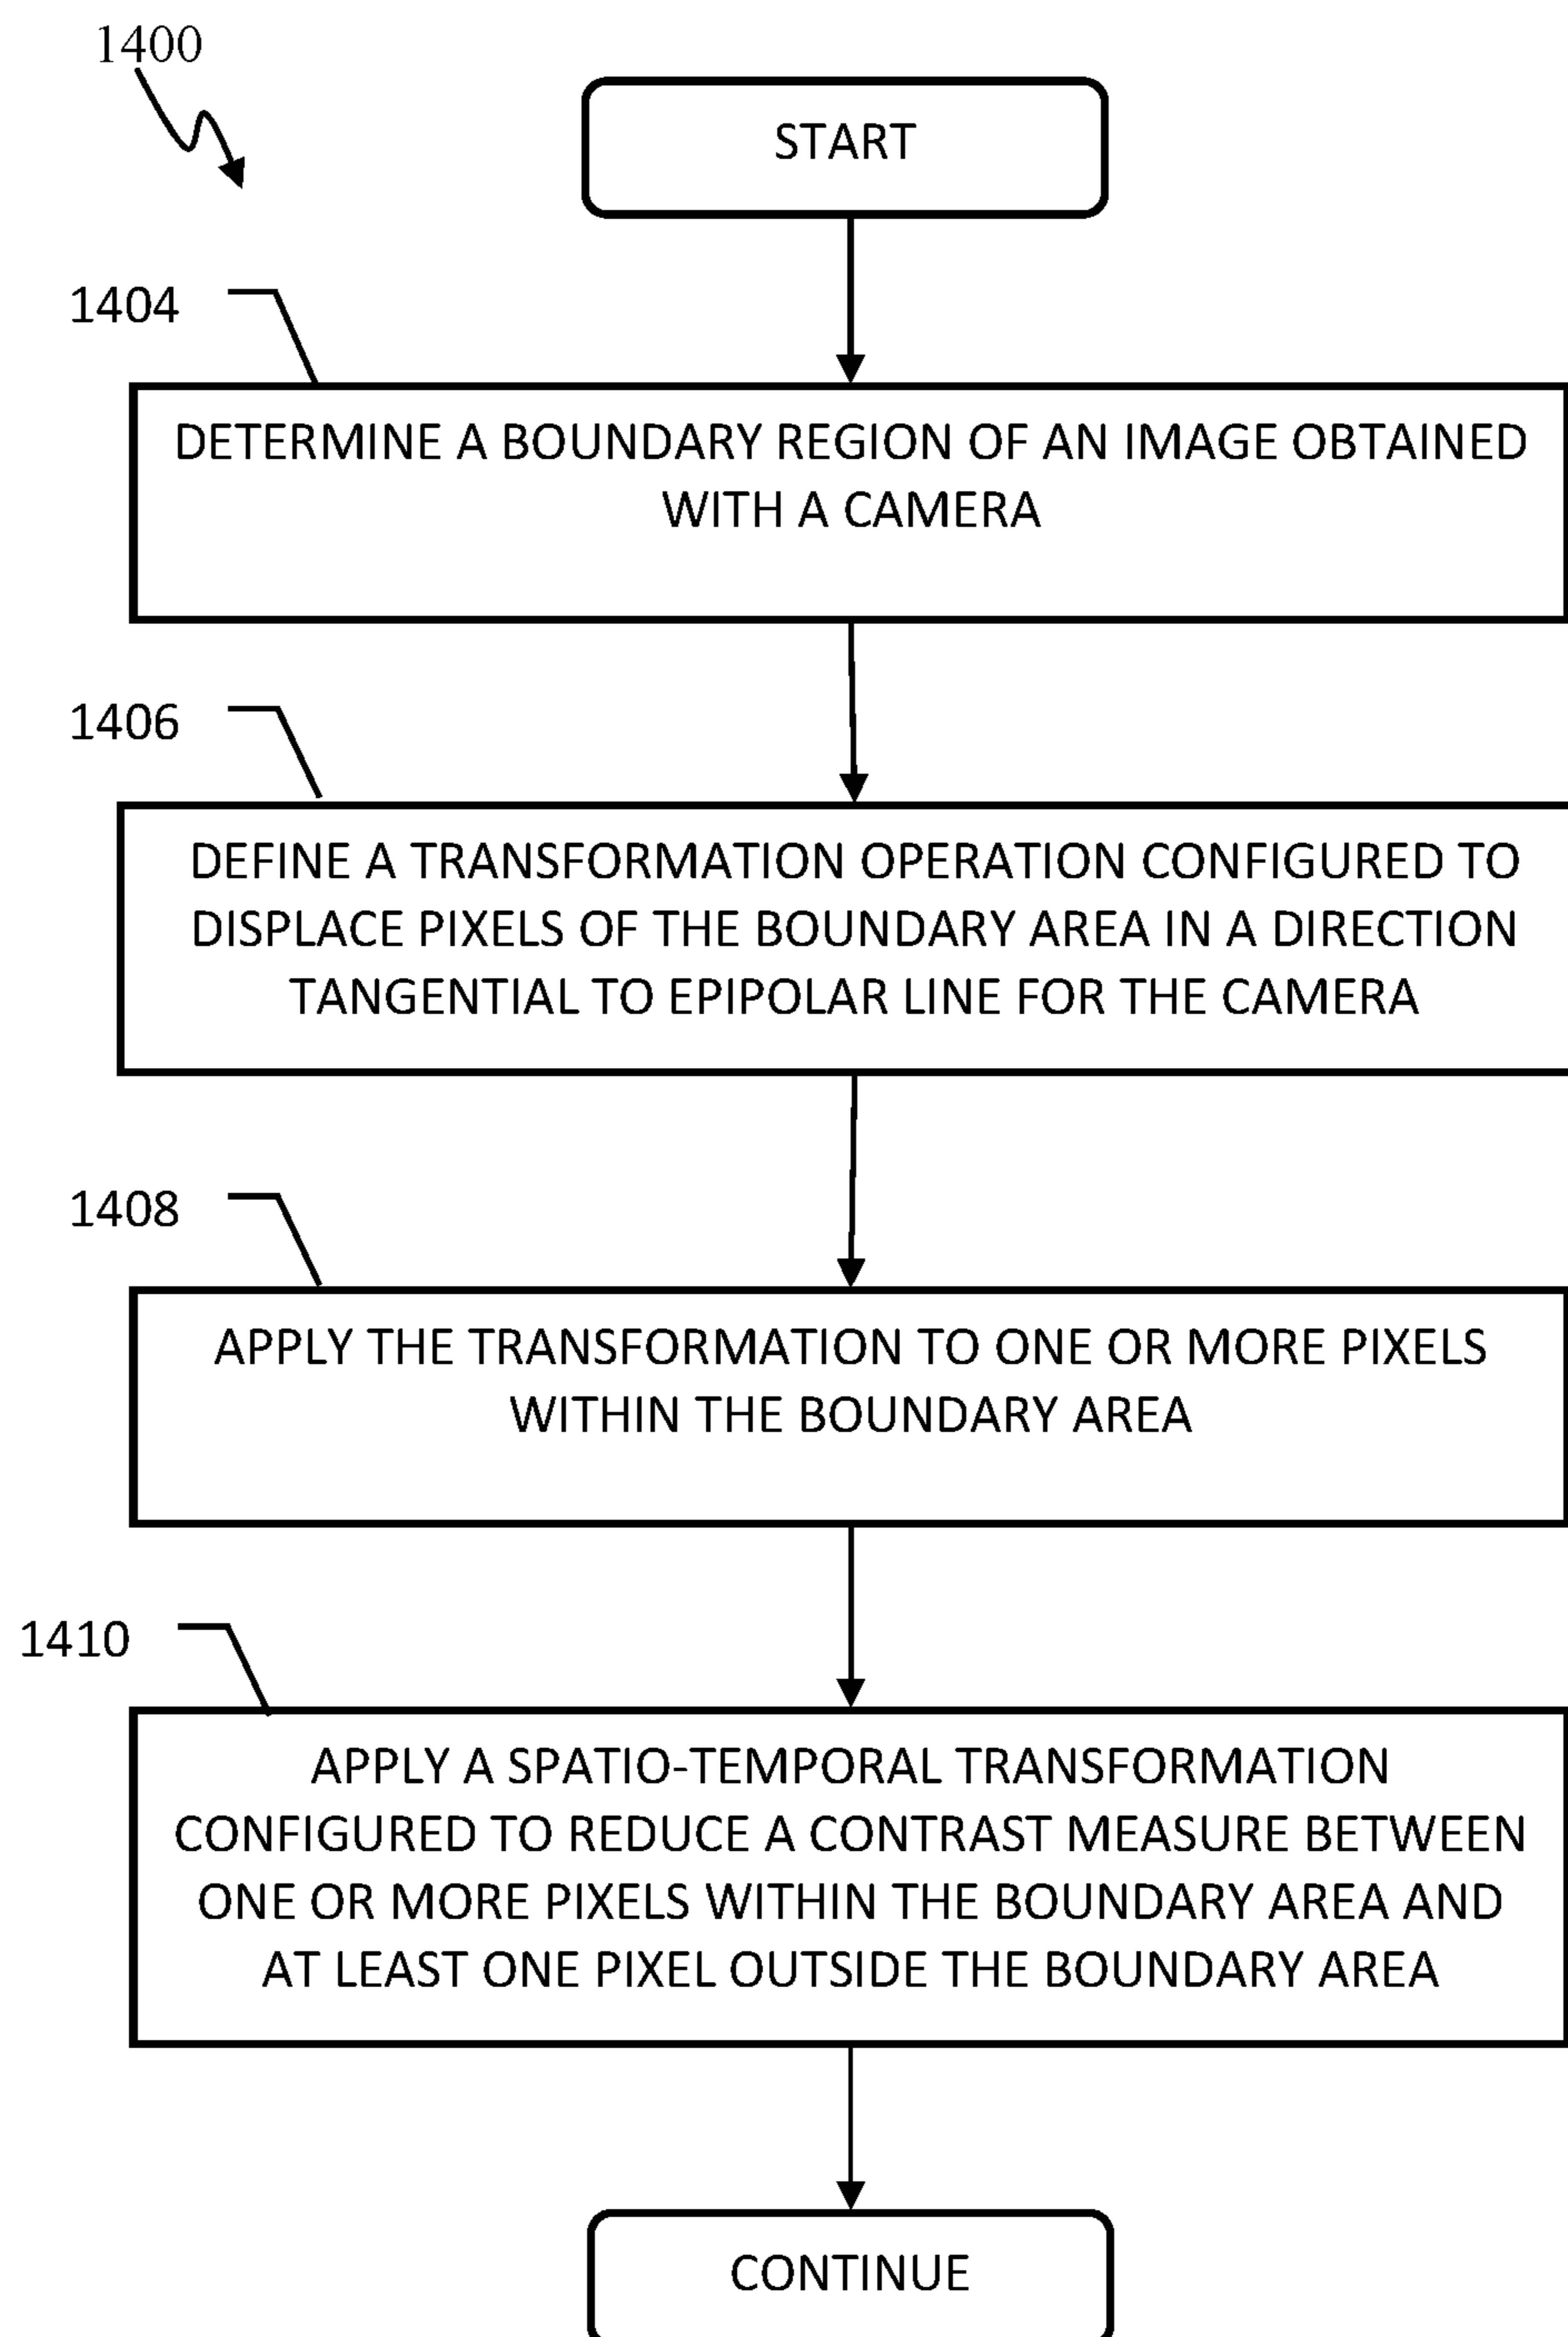 1400
START
1404
DETERMINE A BOUNDARY REGION OF AN IMAGE OBTAINED
WITH A CAMERA
1406
DEFINE A TRANSFORMATION OPERATION CONFIGURED TO
DISPLACE PIXELS OF THE BOUNDARY AREA IN A DIRECTION
TANGENTIAL TO EPIPOLAR LINE FOR THE CAMERA
1408
APPLY THE TRANSFORMATION TO ONE OR MORE PIXELS
WITHIN THE BOUNDARY AREA
1410
APPLY A SPATIO-TEMPORAL TRANSFORMATION
CONFIGURED TO REDUCE A CONTRAST MEASURE BETWEEN
ONE OR MORE PIXELS WITHIN THE BOUNDARY AREA AND
AT LEAST ONE PIXEL OUTSIDE THE BOUNDARY AREA
CONTINUE